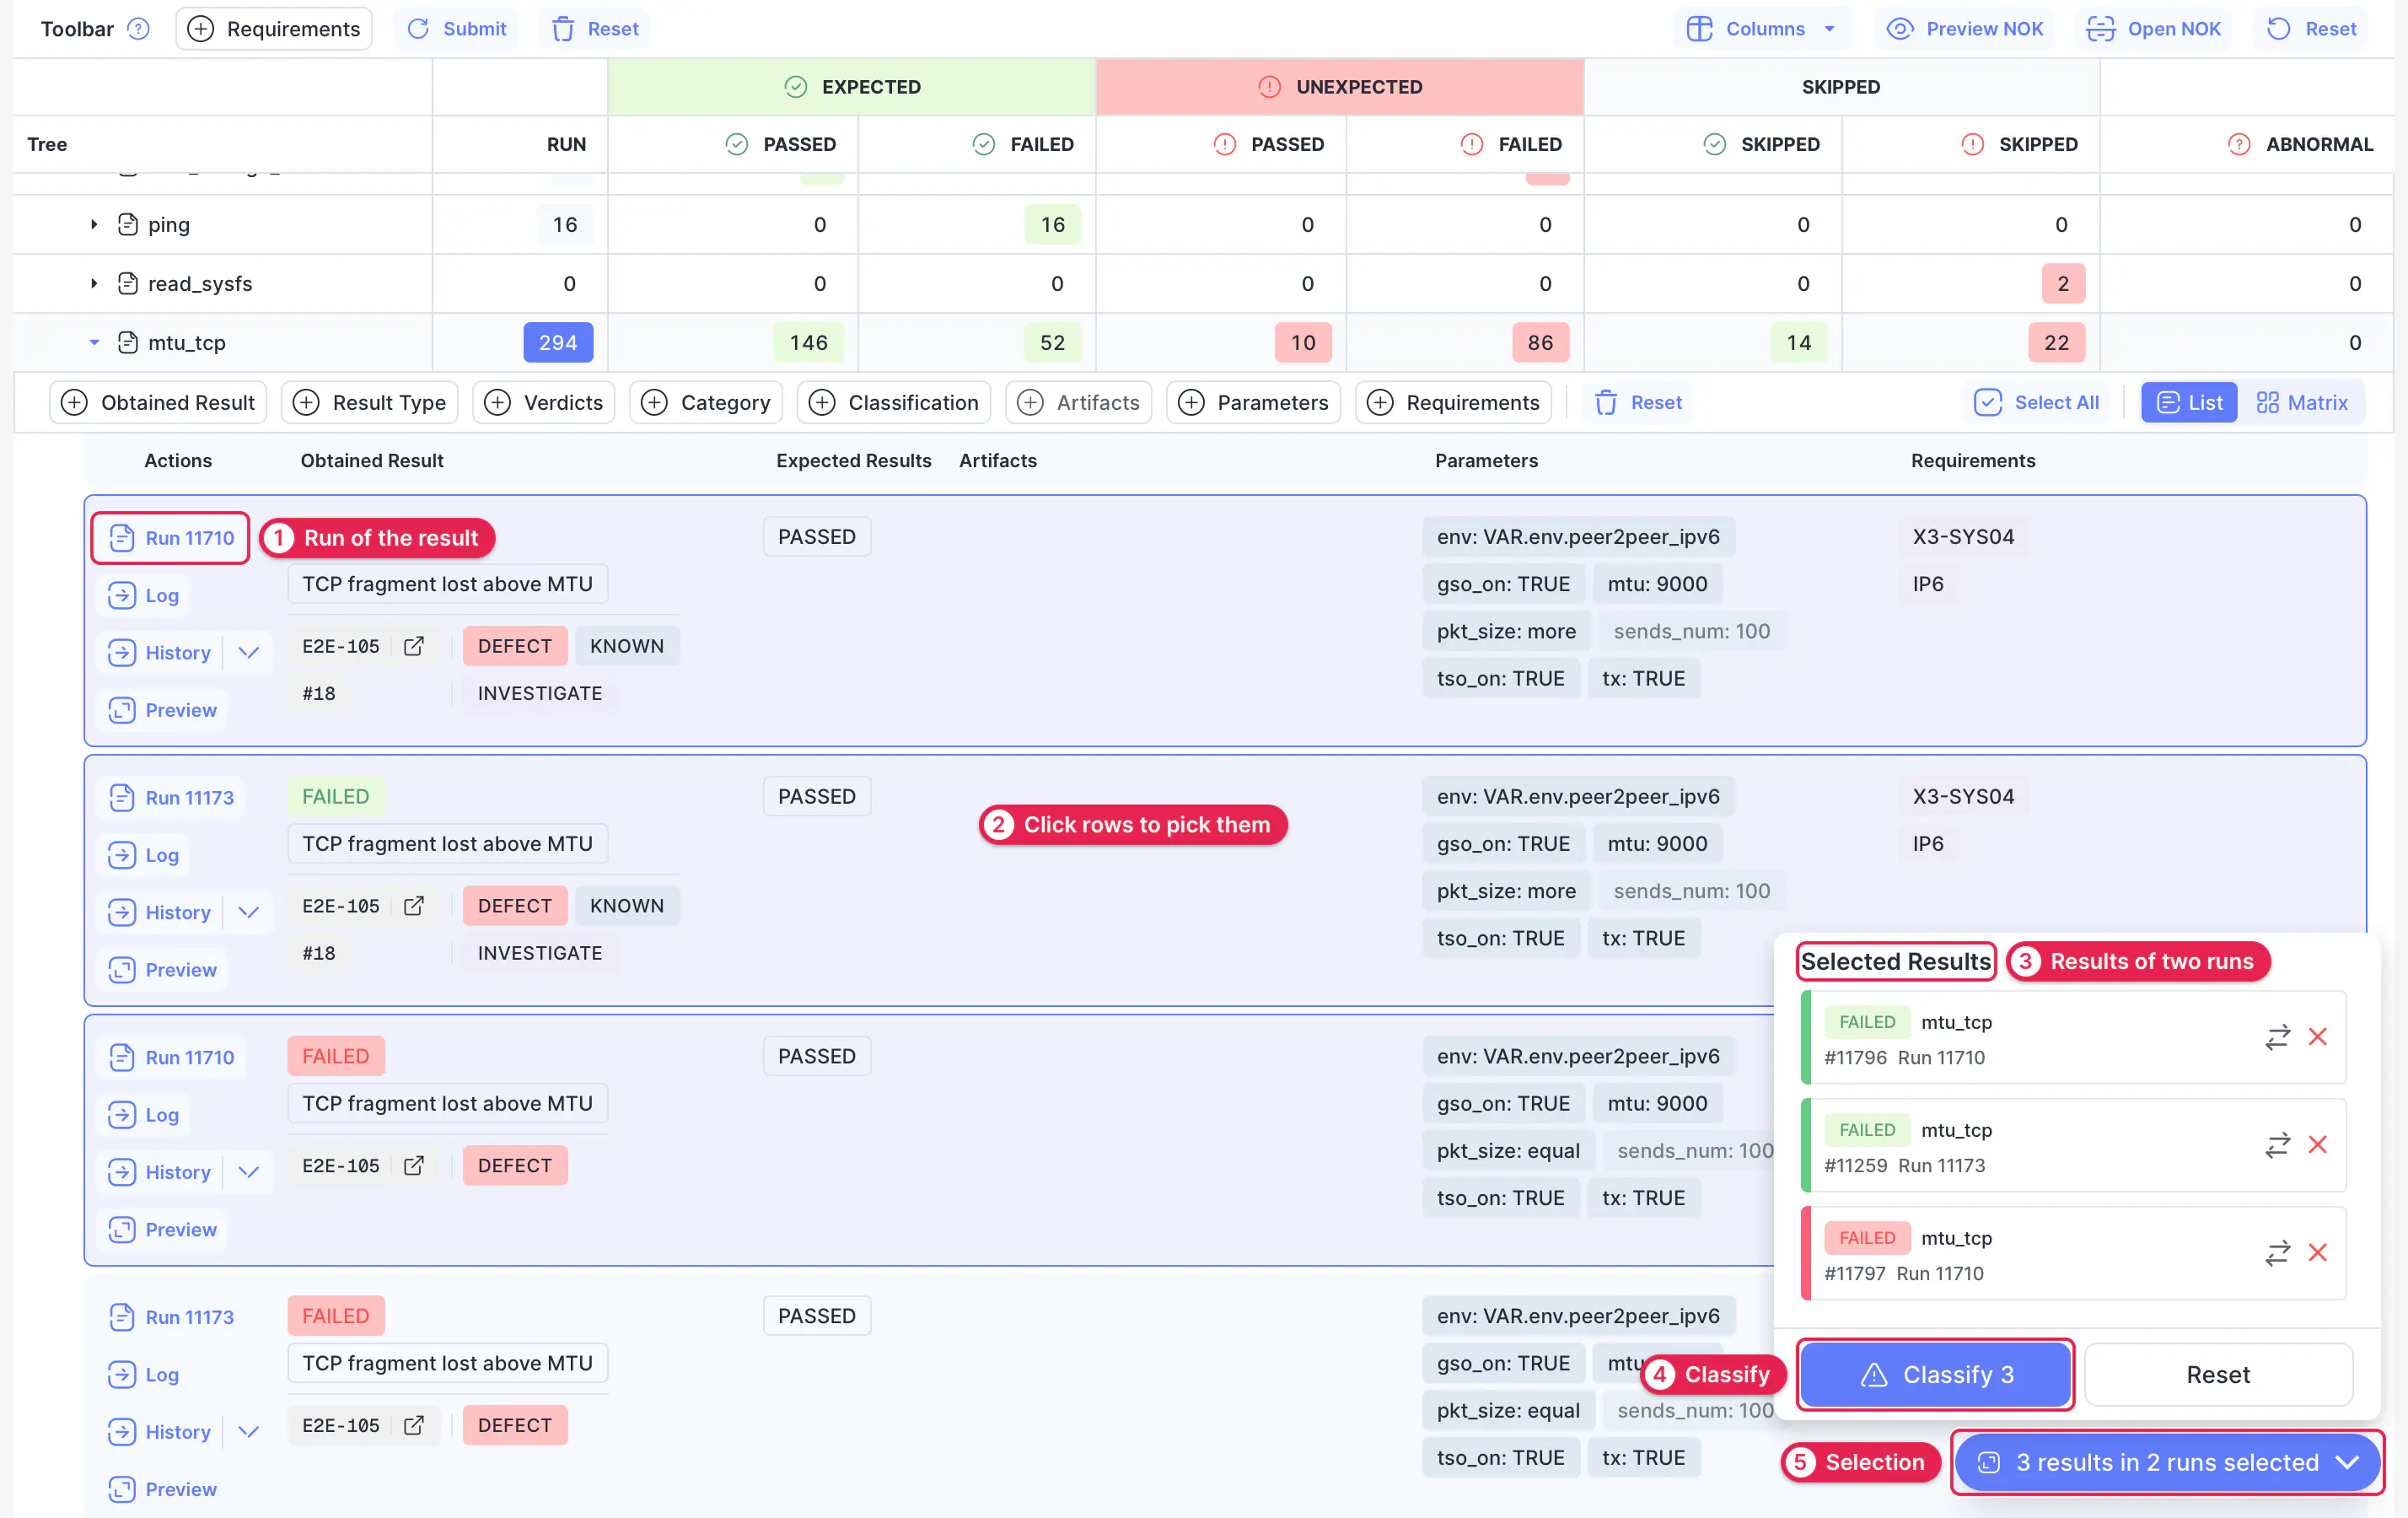 Toolbar ? Requirements Submit Reset Columns Preview NOK Open NOK Reset
EXPECTED UNEXPECTED SKIPPED
Tree RUN PASSED FAILED PASSED FAILED SKIPPED SKIPPED ABNORMAL
ping 16 0 16 0 0 0 0 0
read_sysfs 0 0 0 0 0 0 2 0
mtu_tcp 294 146 52 10 86 14 22 0
Obtained Result Result Type Verdicts Category Classification Artifacts Parameters Requirements Reset Select All List Matrix
Actions Obtained Result Expected Results Artifacts Parameters Requirements
Run 11710 1 Run of the result PASSED env: VAR.env.peer2peer_ipv6 X3-SYS04
Log TCP fragment lost above MTU gso_on: TRUE mtu: 9000 IP6
History E2E-105 DEFECT KNOWN pkt_size: more sends_num: 100
Preview #18 INVESTIGATE tso_on: TRUE tx: TRUE
Run 11173 FAILED PASSED env: VAR.env.peer2peer_ipv6 X3-SYS04
2 Click rows to pick them
Log TCP fragment lost above MTU gso_on: TRUE mtu: 9000 IP6
History E2E-105 DEFECT KNOWN pkt_size: more sends_num: 100
Preview #18 INVESTIGATE tso_on: TRUE tx: TRUE
Run 11710 FAILED PASSED env: VAR.env.peer2peer_ipv6
Log TCP fragment lost above MTU gso_on: TRUE mtu: 9000
History E2E-105 DEFECT pkt_size: equal sends_num: 100
Preview tso_on: TRUE tx: TRUE
Run 11173 FAILED PASSED env: VAR.env.peer2peer_ipv6
Log TCP fragment lost above MTU gso_on: TRUE
History E2E-105 DEFECT pkt_size: equal sends_num: 100
Preview tso_on: TRUE tx: TRUE
Selected Results 3 Results of two runs
FAILED mtu_tcp
#11796 Run 11710
FAILED mtu_tcp
#11259 Run 11173
FAILED mtu_tcp
#11797 Run 11710
4 Classify Classify 3 Reset
5 Selection 3 results in 2 runs selected